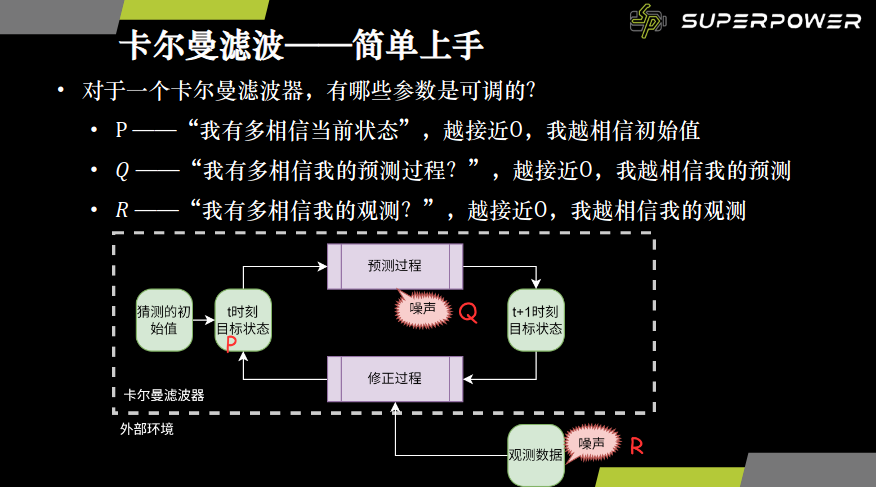 SUPERPOWER
卡尔曼滤波——简单上手
• 对于一个卡尔曼滤波器，有哪些参数是可调的？
• P ——“我有多相信当前状态”，越接近0，我越相信初始值
• Q ——“我有多相信我的预测过程？”，越接近0，我越相信我的预测
• R ——“我有多相信我的观测？”，越接近0，我越相信我的观测
预测过程
噪声
Q
猜测的初
始值
t时刻
目标状态
P
t+1时刻
目标状态
修正过程
卡尔曼滤波器
外部环境
观测数据
噪声
R